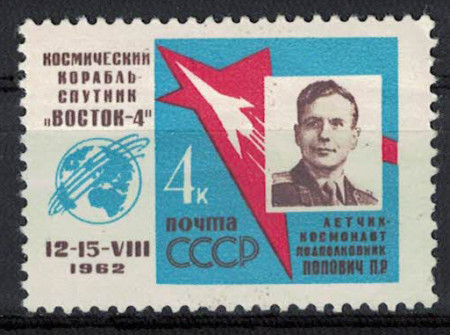 КОСМИЧЕСКИЙ
КОРАБЛЬ-
СПУТНИК
"ВОСТОК-4"
12-15-VIII
1962
4к
ПОЧТА
СССР
ЛЕТЧИК-
КОСМОНАВТ
ПОДПОЛКОВНИК
ПОПОВИЧ П.Р.